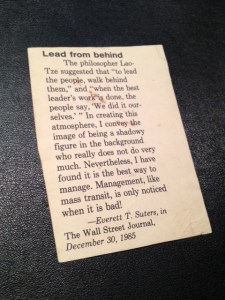 Lead from behind
The philosopher Lao-
Tze suggested that "to lead
the people, walk behind
them," and "when the best
leader's work is done, the
people say, 'We did it our-
selves.' " In creating this
atmosphere, I convey the
image of being a shadowy
figure in the background
who really does not do very
much. Nevertheless, I have
found it is the best way to
manage. Management, like
mass transit, is only noticed
when it is bad!
—Everett T. Suters, in
The Wall Street Journal,
December 30, 1985